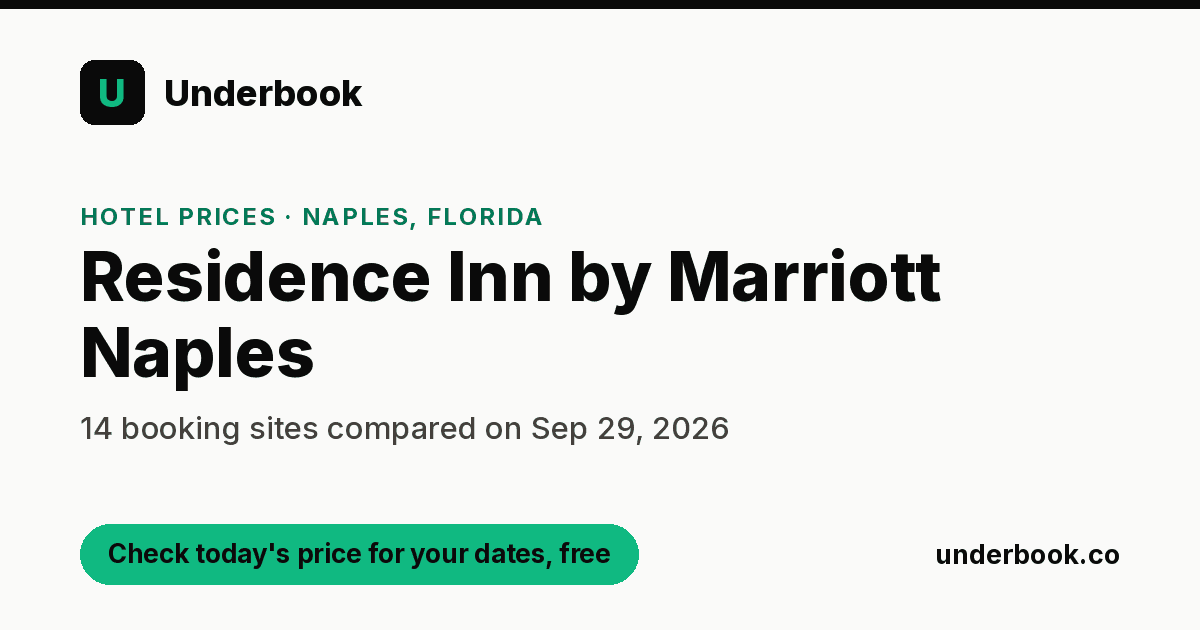 U
Underbook
HOTEL PRICES · NAPLES, FLORIDA
Residence Inn by Marriott
Naples
14 booking sites compared on Sep 29, 2026
Check today's price for your dates, free
underbook.co